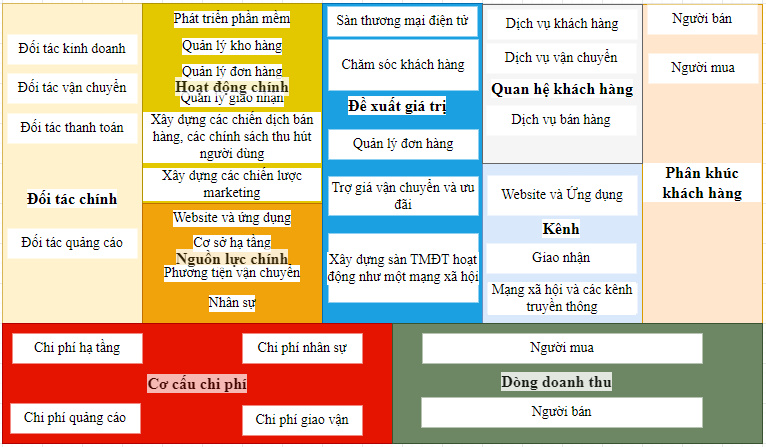 Đối tác kinh doanh
Đối tác vận chuyển
Đối tác thanh toán
Đối tác chính
Đối tác quảng cáo
Phát triển phần mềm
Quản lý kho hàng
Quản lý đơn hàng
Hoạt động chính
Quản lý giao nhận
Xây dựng các chiến dịch bán
hàng, các chính sách thu hút
người dùng
Xây dựng các chiến lược
marketing
Website và ứng dụng
Cơ sở hạ tầng
Nguồn lực chính
Phương tiện vận chuyển
Nhân sự
Sàn thương mại điện tử
Chăm sóc khách hàng
Đề xuất giá trị
Quản lý đơn hàng
Trợ giá vận chuyển và ưu
đãi
Xây dựng sàn TMĐT hoạt
động như một mạng xã hội
Dịch vụ khách hàng
Dịch vụ vận chuyển
Quan hệ khách hàng
Dịch vụ bán hàng
Website và Ứng dụng
Kênh
Giao nhận
Mạng xã hội và các kênh
truyền thông
Người bán
Người mua
Phân khúc
khách hàng
Chi phí hạ tầng
Chi phí nhân sự
Cơ cấu chi phí
Chi phí quảng cáo
Chi phí giao vận
Người mua
Dòng doanh thu
Người bán